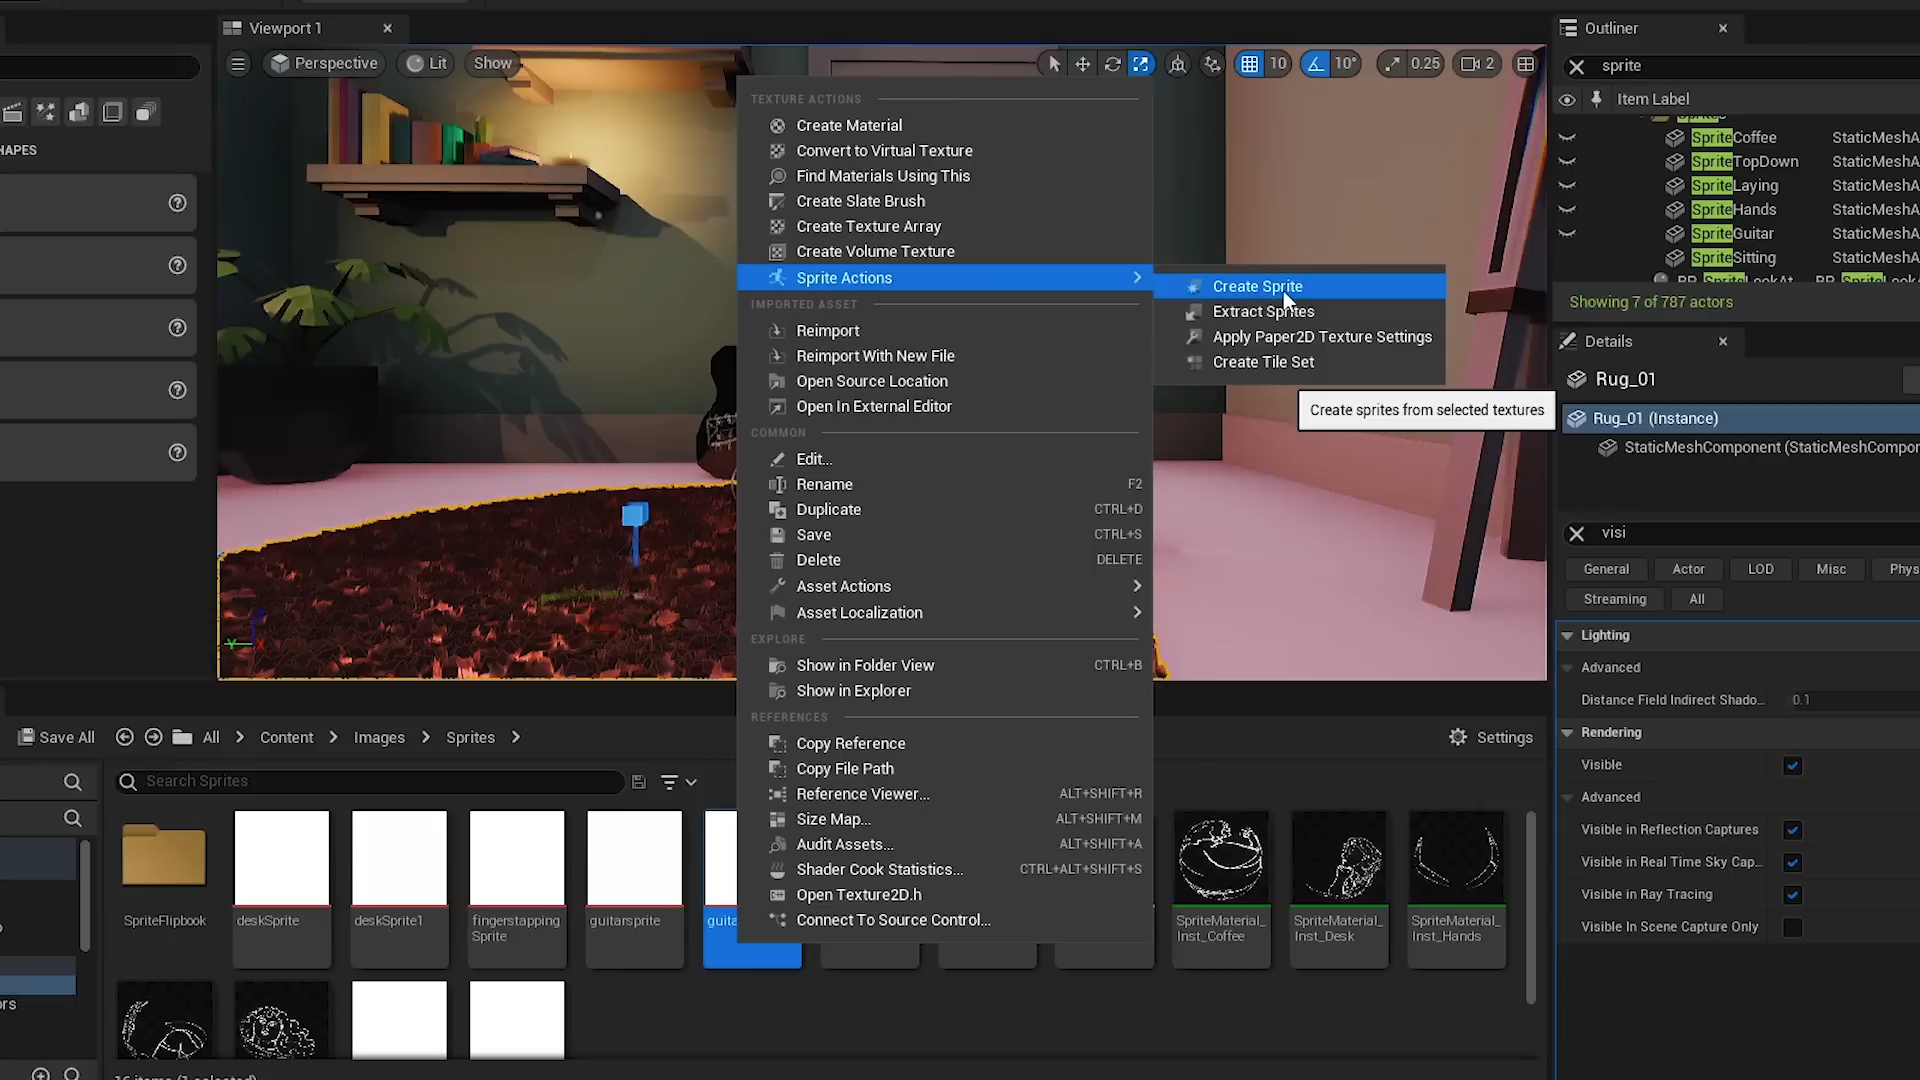 Viewport 1
Perspective
Lit
Show
10
10°
0.25
2
HAPES
TEXTURE ACTIONS
Create Material
Convert to Virtual Texture
Find Materials Using This
Create Slate Brush
Create Texture Array
Create Volume Texture
Sprite Actions
IMPORTED ASSET
Reimport
Reimport With New File
Open Source Location
Open In External Editor
COMMON
Edit...
Rename F2
Duplicate CTRL+D
Save CTRL+S
Delete DELETE
Asset Actions
Asset Localization
EXPLORE
Show in Folder View CTRL+B
Show in Explorer
REFERENCES
Copy Reference
Copy File Path
Reference Viewer... ALT+SHIFT+R
Size Map... ALT+SHIFT+M
Audit Assets... ALT+SHIFT+A
Shader Cook Statistics... CTRL+ALT+SHIFT+S
Open Texture2D.h
Connect To Source Control...
Create Sprite
Extract Sprites
Apply Paper2D Texture Settings
Create Tile Set
Create sprites from selected textures
Outliner
sprite
Item Label
SpriteCoffee StaticMeshA
SpriteTopDown StaticMeshA
SpriteLaying StaticMeshA
SpriteHands StaticMeshA
SpriteGuitar StaticMeshA
SpriteSitting StaticMeshA
BP_SpriteLookAt BP_SpriteLook
Showing 7 of 787 actors
Details
Rug_01
Rug_01 (Instance)
StaticMeshComponent (StaticMeshCompor
visi
General Actor LOD Misc Phys
Streaming All
Lighting
Advanced
Distance Field Indirect Shado... 0.1
Rendering
Visible
Advanced
Visible in Reflection Captures
Visible in Real Time Sky Cap...
Visible in Ray Tracing
Visible In Scene Capture Only
Save All
All
Content
Images
Sprites
Settings
Search Sprites
SpriteFlipbook
deskSprite
deskSprite1
fingerstapping
Sprite
guitarsprite
guita
SpriteMaterial_
Inst_Coffee
SpriteMaterial_
Inst_Desk
SpriteMaterial_
Inst_Hands
ors
16 items (1 selected)